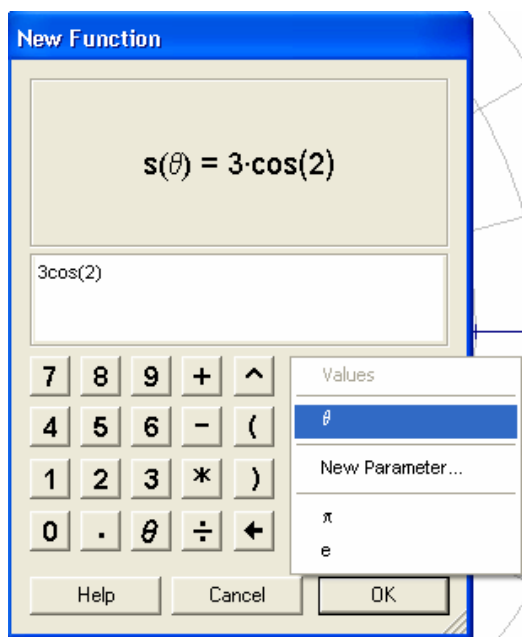 New Function
s(θ) = 3·cos(2)
3cos(2)
7 8 9 + ^
4 5 6 − (
1 2 3 * )
0 . θ ÷ ←
Values
θ
New Parameter...
π
e
Help Cancel OK